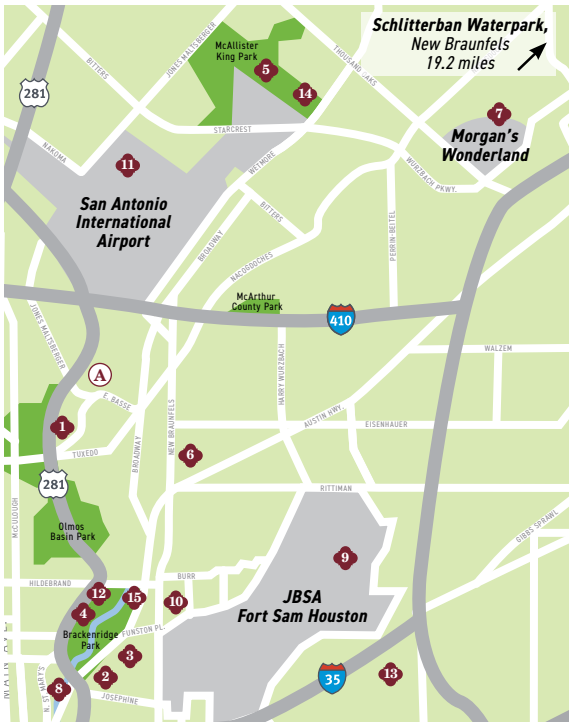 Schlitterban Waterpark,
New Braunfels
19.2 miles
McAllister
King Park
JONES MALTSBERGER
THOUSAND OAKS
BITTERS
281
5
14
7
STARCREST
Morgan's
Wonderland
NAKOMA
11
WETMORE
WURZBACH PKWY.
San Antonio
International
Airport
BITTERS
BROADWAY
NACOGDOCHES
PERRIN-BEITEL
McArthur
County Park
410
JONES MALTSBERGER
HARRY WURZBACH
WALZEM
A
E. BASSE
AUSTIN HWY.
EISENHAUER
1
NEW BRAUNFELS
BROADWAY
TUXEDO
6
281
RITTIMAN
McCULOUGH
Olmos
Basin Park
GIBBS SPRAWL
9
HILDEBRAND
BURR
12
15
10
JBSA
Fort Sam Houston
4
Brackenridge
Park
FUNSTON PL.
3
2
35
13
8
N. ST. MARY'S
JOSEPHINE